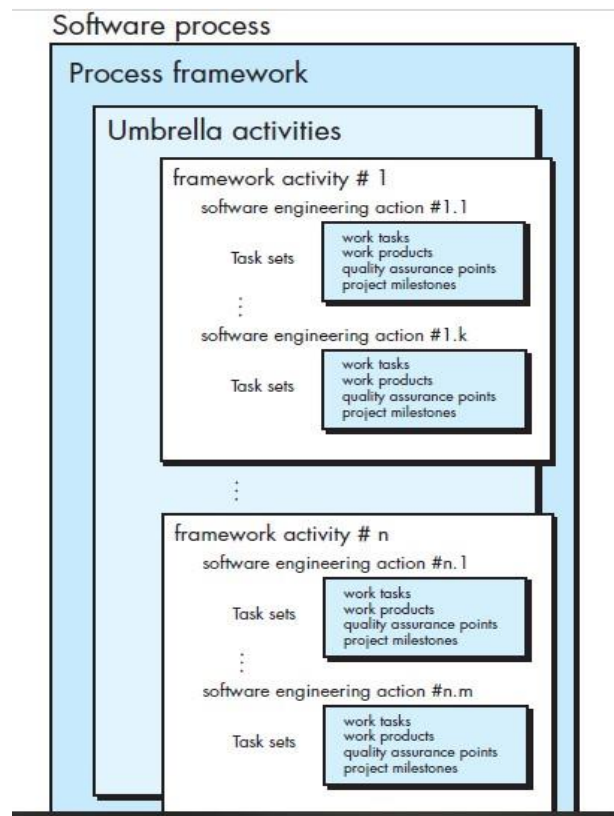 Software process
Process framework
Umbrella activities
framework activity # 1
software engineering action #1.1
Task sets
work tasks
work products
quality assurance points
project milestones
⋮
software engineering action #1.k
Task sets
work tasks
work products
quality assurance points
project milestones
⋮
framework activity # n
software engineering action #n.1
Task sets
work tasks
work products
quality assurance points
project milestones
⋮
software engineering action #n.m
Task sets
work tasks
work products
quality assurance points
project milestones